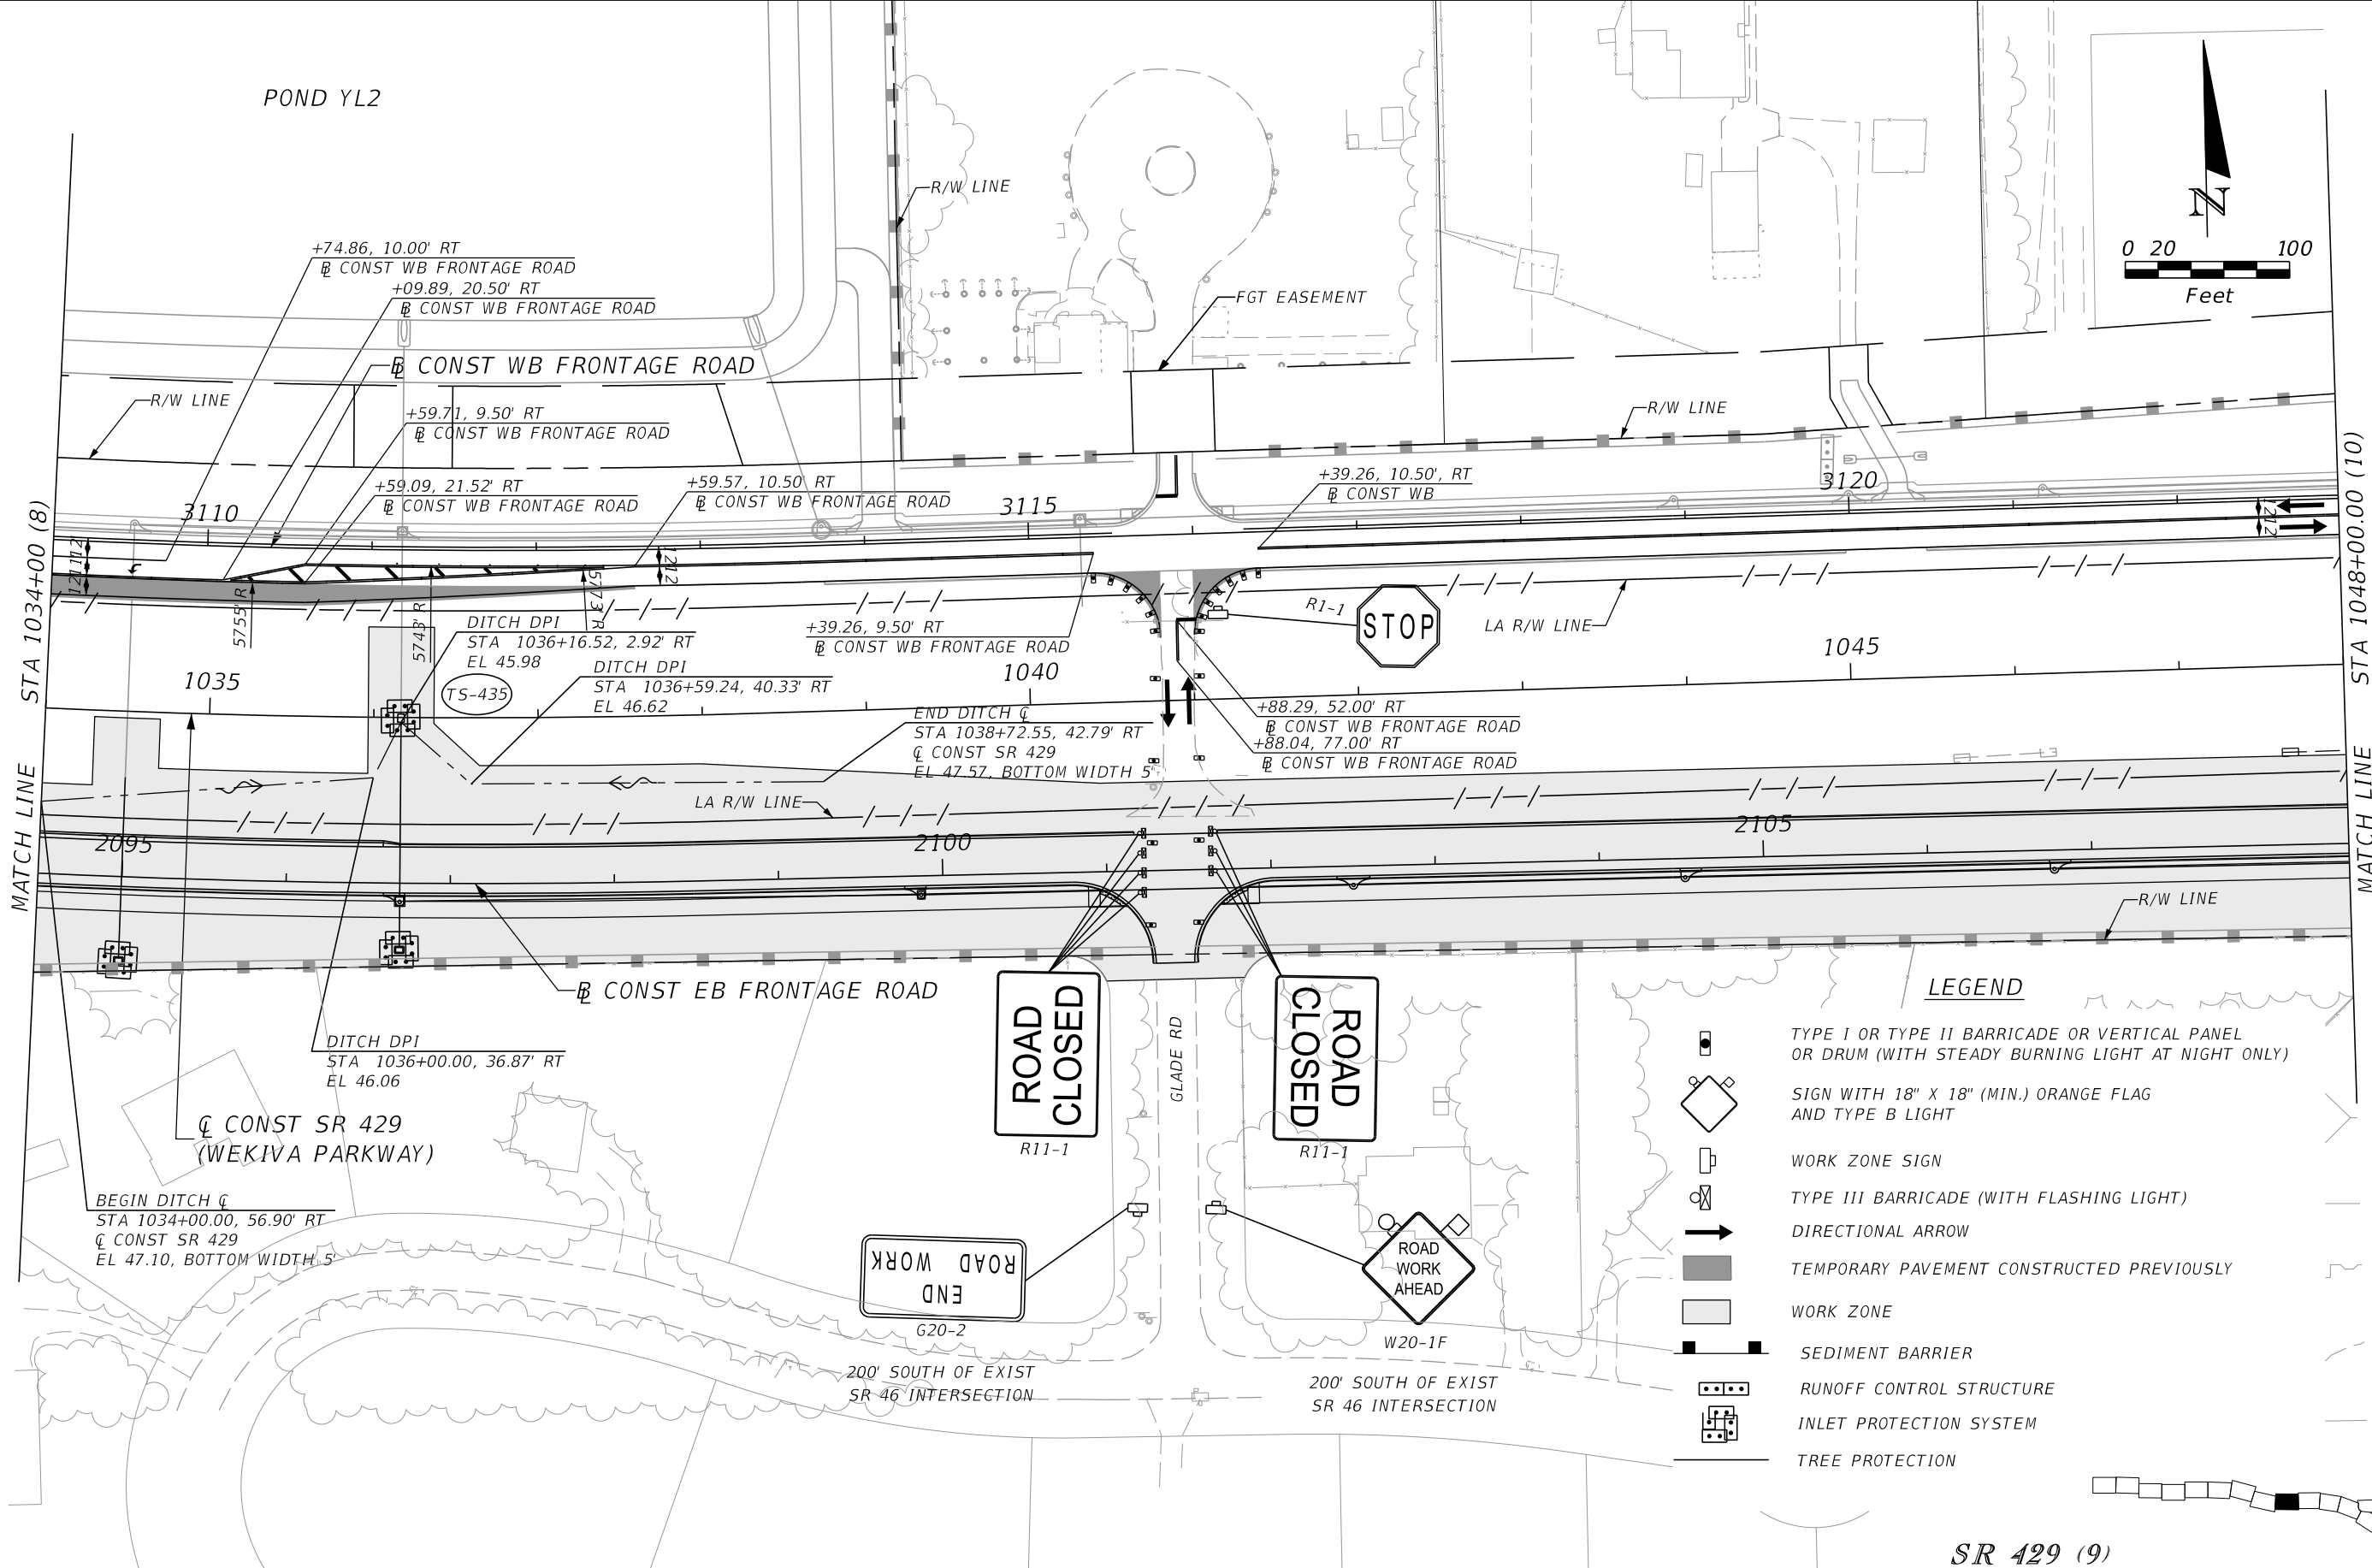 POND YL2
R/W LINE
0 20 100
Feet
N
+74.86, 10.00' RT
℄ CONST WB FRONTAGE ROAD
+09.89, 20.50' RT
℄ CONST WB FRONTAGE ROAD
FGT EASEMENT
℄ CONST WB FRONTAGE ROAD
R/W LINE
+59.71, 9.50' RT
℄ CONST WB FRONTAGE ROAD
R/W LINE
+59.09, 21.52' RT
℄ CONST WB FRONTAGE ROAD
+59.57, 10.50' RT
℄ CONST WB FRONTAGE ROAD
+39.26, 10.50', RT
℄ CONST WB
3110
3115
3120
12
11
12
12
12
12
12
5755' R
5743' R
5773' R
MATCH LINE STA 1034+00 (8)
MATCH LINE STA 1048+00.00 (10)
DITCH DPI
STA 1036+16.52, 2.92' RT
EL 45.98
TS-435
DITCH DPI
STA 1036+59.24, 40.33' RT
EL 46.62
+39.26, 9.50' RT
℄ CONST WB FRONTAGE ROAD
R1-1
STOP
LA R/W LINE
1035
1040
1045
END DITCH ℄
STA 1038+72.55, 42.79' RT
℄ CONST SR 429
EL 47.57, BOTTOM WIDTH 5'
+88.29, 52.00' RT
℄ CONST WB FRONTAGE ROAD
+88.04, 77.00' RT
℄ CONST WB FRONTAGE ROAD
LA R/W LINE
2095
2100
2105
R/W LINE
℄ CONST EB FRONTAGE ROAD
ROAD
CLOSED
R11-1
GLADE RD
ROAD
CLOSED
R11-1
DITCH DPI
STA 1036+00.00, 36.87' RT
EL 46.06
℄ CONST SR 429
(WEKIVA PARKWAY)
BEGIN DITCH ℄
STA 1034+00.00, 56.90' RT
℄ CONST SR 429
EL 47.10, BOTTOM WIDTH 5'
END
ROAD WORK
G20-2
200' SOUTH OF EXIST
SR 46 INTERSECTION
ROAD
WORK
AHEAD
W20-1F
200' SOUTH OF EXIST
SR 46 INTERSECTION
LEGEND
TYPE I OR TYPE II BARRICADE OR VERTICAL PANEL
OR DRUM (WITH STEADY BURNING LIGHT AT NIGHT ONLY)
SIGN WITH 18" X 18" (MIN.) ORANGE FLAG
AND TYPE B LIGHT
WORK ZONE SIGN
TYPE III BARRICADE (WITH FLASHING LIGHT)
DIRECTIONAL ARROW
TEMPORARY PAVEMENT CONSTRUCTED PREVIOUSLY
WORK ZONE
SEDIMENT BARRIER
RUNOFF CONTROL STRUCTURE
INLET PROTECTION SYSTEM
TREE PROTECTION
SR 429 (9)